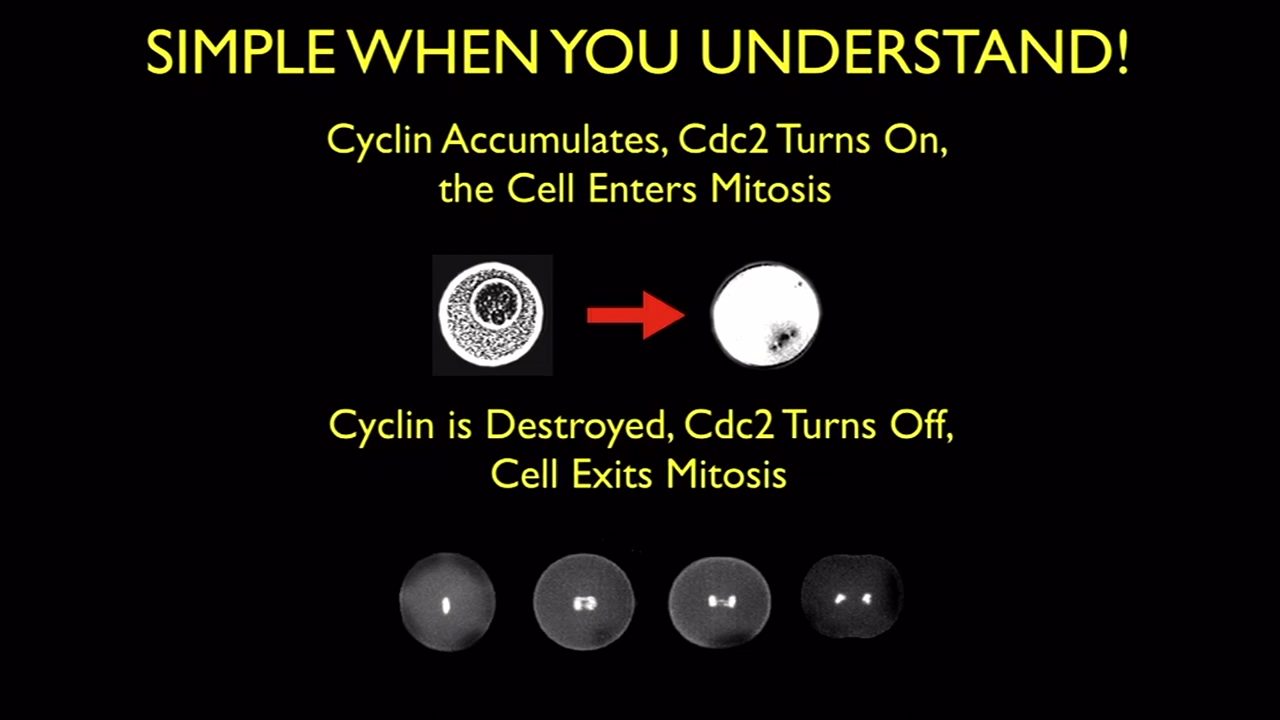 SIMPLE WHEN YOU UNDERSTAND!
Cyclin Accumulates, Cdc2 Turns On,
the Cell Enters Mitosis
Cyclin is Destroyed, Cdc2 Turns Off,
Cell Exits Mitosis